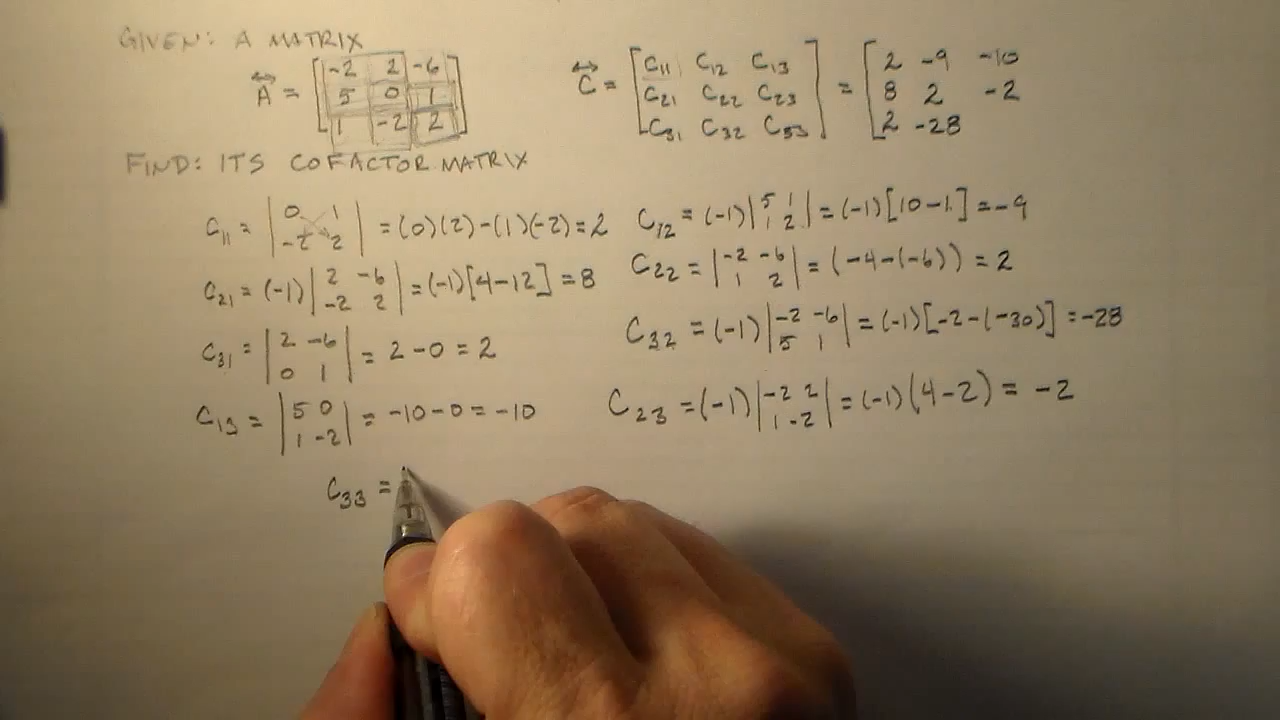 GIVEN: A MATRIX
A = [ -2 2 -6
5 0 1
1 -2 2 ]
C = [ C11 C12 C13
C21 C22 C23
C31 C32 C33 ] = [ 2 -9 -10
8 2 -2
2 -28
FIND: ITS COFACTOR MATRIX
C11 = | 0 1
-2 2 | = (0)(2)-(1)(-2)=2
C12 = (-1)| 5 1
1 2 | = (-1)[10-1] = -9
C21 = (-1)| 2 -6
-2 2 | = (-1)[4-12] = 8
C22 = | -2 -6
1 2 | = (-4-(-6)) = 2
C31 = | 2 -6
0 1 | = 2-0 = 2
C32 = (-1)| -2 -6
5 1 | = (-1)[-2-(-30)] = -28
C13 = | 5 0
1 -2 | = -10-0 = -10
C23 = (-1)| -2 2
1 -2 | = (-1)(4-2) = -2
C33 =